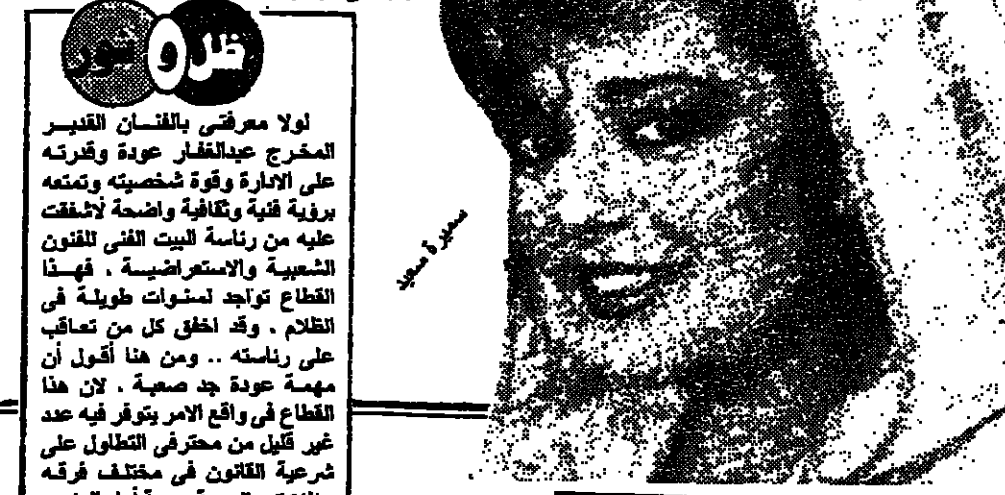 ظل و نور
لولا معرفتى بالفنان القدير
المخرج عبدالغفار عودة وقدرته
على الادارة وقوة شخصيته وتمتعه
برؤية فنية وثقافية واضحة لاشفقت
عليه من رئاسة البيت الفنى للفنون
الشعبية والاستعراضية . فهذا
القطاع تواجد لسنوات طويلة فى
الظلام . وقد اخفق كل من تعاقب
على رئاسته .. ومن هنا أقول أن
مهمة عودة جد صعبة . لان هذا
القطاع فى واقع الامر يتوفر فيه عدد
غير قليل من محترفى التطاول على
شرعية القانون فى مختلف فرقه
سميرة سعيد